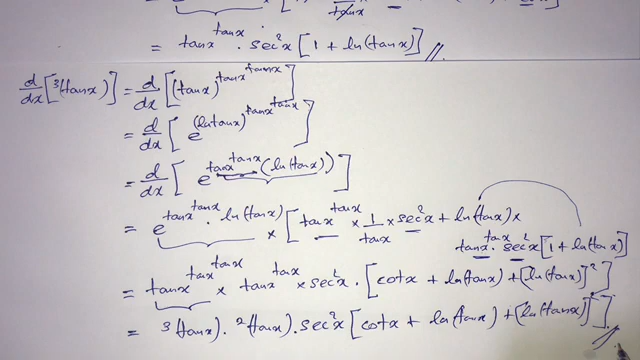 = tanx^tanx . sec²x [1 + ln(tanx)] //.
d/dx [³(tanx)] = d/dx [(tanx)^tanx^tanx]
= d/dx [e^(ln tanx)^tanx^tanx]
= d/dx [e^tanx^tanx (ln(tanx))]
= e^tanx^tanx . ln(tanx) × [tanx^tanx × 1/tanx × sec²x + ln(tanx) ×
tanx^tanx . sec²x [1 + ln(tanx)]
= tanx^tanx^tanx × tanx^tanx × sec²x . [cotx + ln(tanx) + (ln(tanx))²]
= ³(tanx) . ²(tanx) . sec²x [cotx + ln(tanx) + (ln(tanx))²]